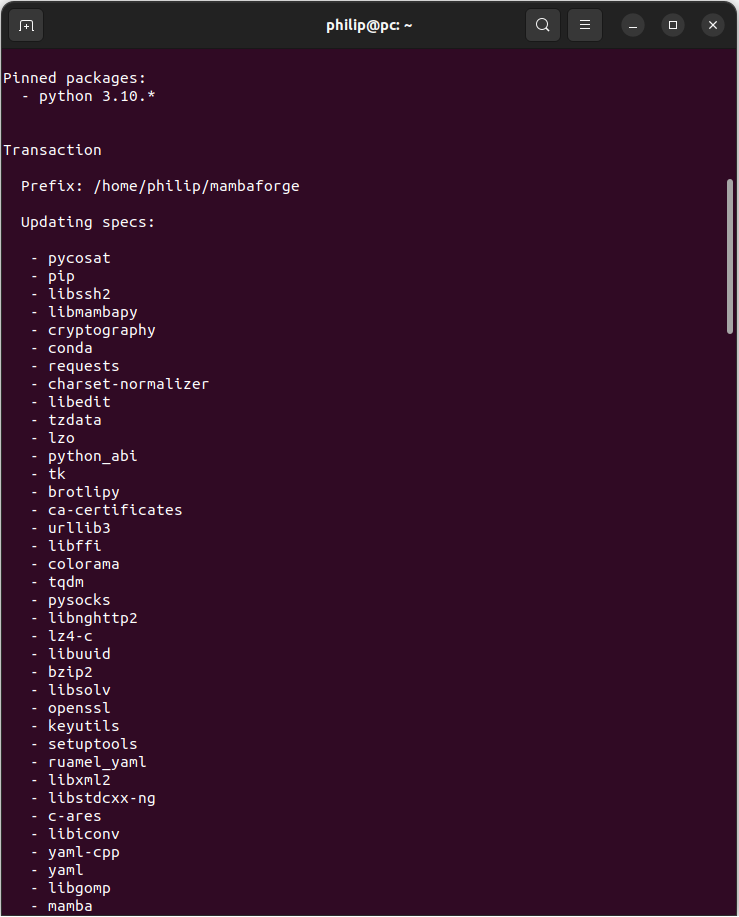 philip@pc: ~
Pinned packages:
- python 3.10.*
Transaction
Prefix: /home/philip/mambaforge
Updating specs:
- pycosat
- pip
- libssh2
- libmambapy
- cryptography
- conda
- requests
- charset-normalizer
- libedit
- tzdata
- lzo
- python_abi
- tk
- brotlipy
- ca-certificates
- urllib3
- libffi
- colorama
- tqdm
- pysocks
- libnghttp2
- lz4-c
- libuuid
- bzip2
- libsolv
- openssl
- keyutils
- setuptools
- ruamel_yaml
- libxml2
- libstdcxx-ng
- c-ares
- libiconv
- yaml-cpp
- yaml
- libgomp
- mamba